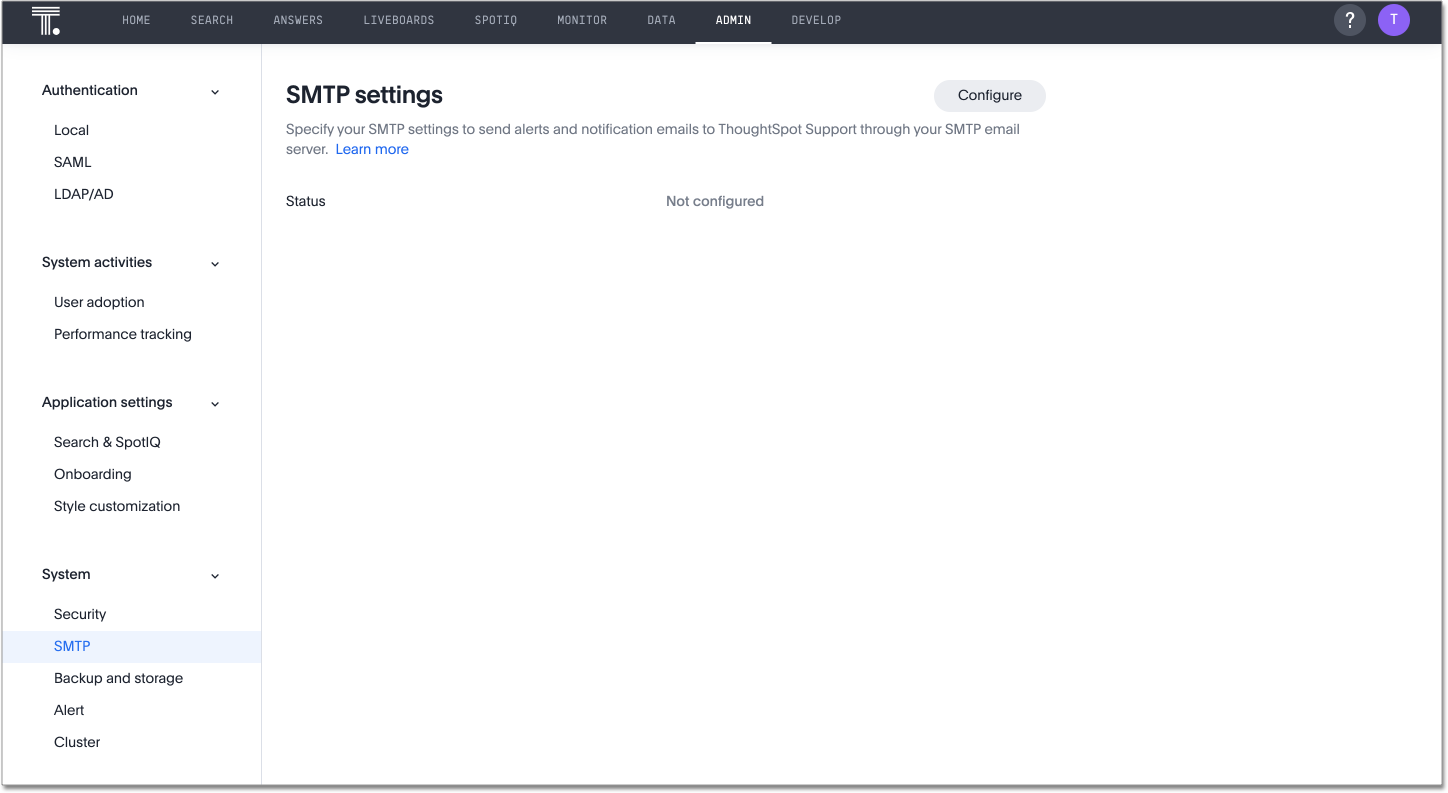 HOME SEARCH ANSWERS LIVEBOARDS SPOTIQ MONITOR DATA ADMIN DEVELOP ? T
Authentication
Local
SAML
LDAP/AD
System activities
User adoption
Performance tracking
Application settings
Search & SpotIQ
Onboarding
Style customization
System
Security
SMTP
Backup and storage
Alert
Cluster
SMTP settings
Configure
Specify your SMTP settings to send alerts and notification emails to ThoughtSpot Support through your SMTP email
server. Learn more
Status Not configured